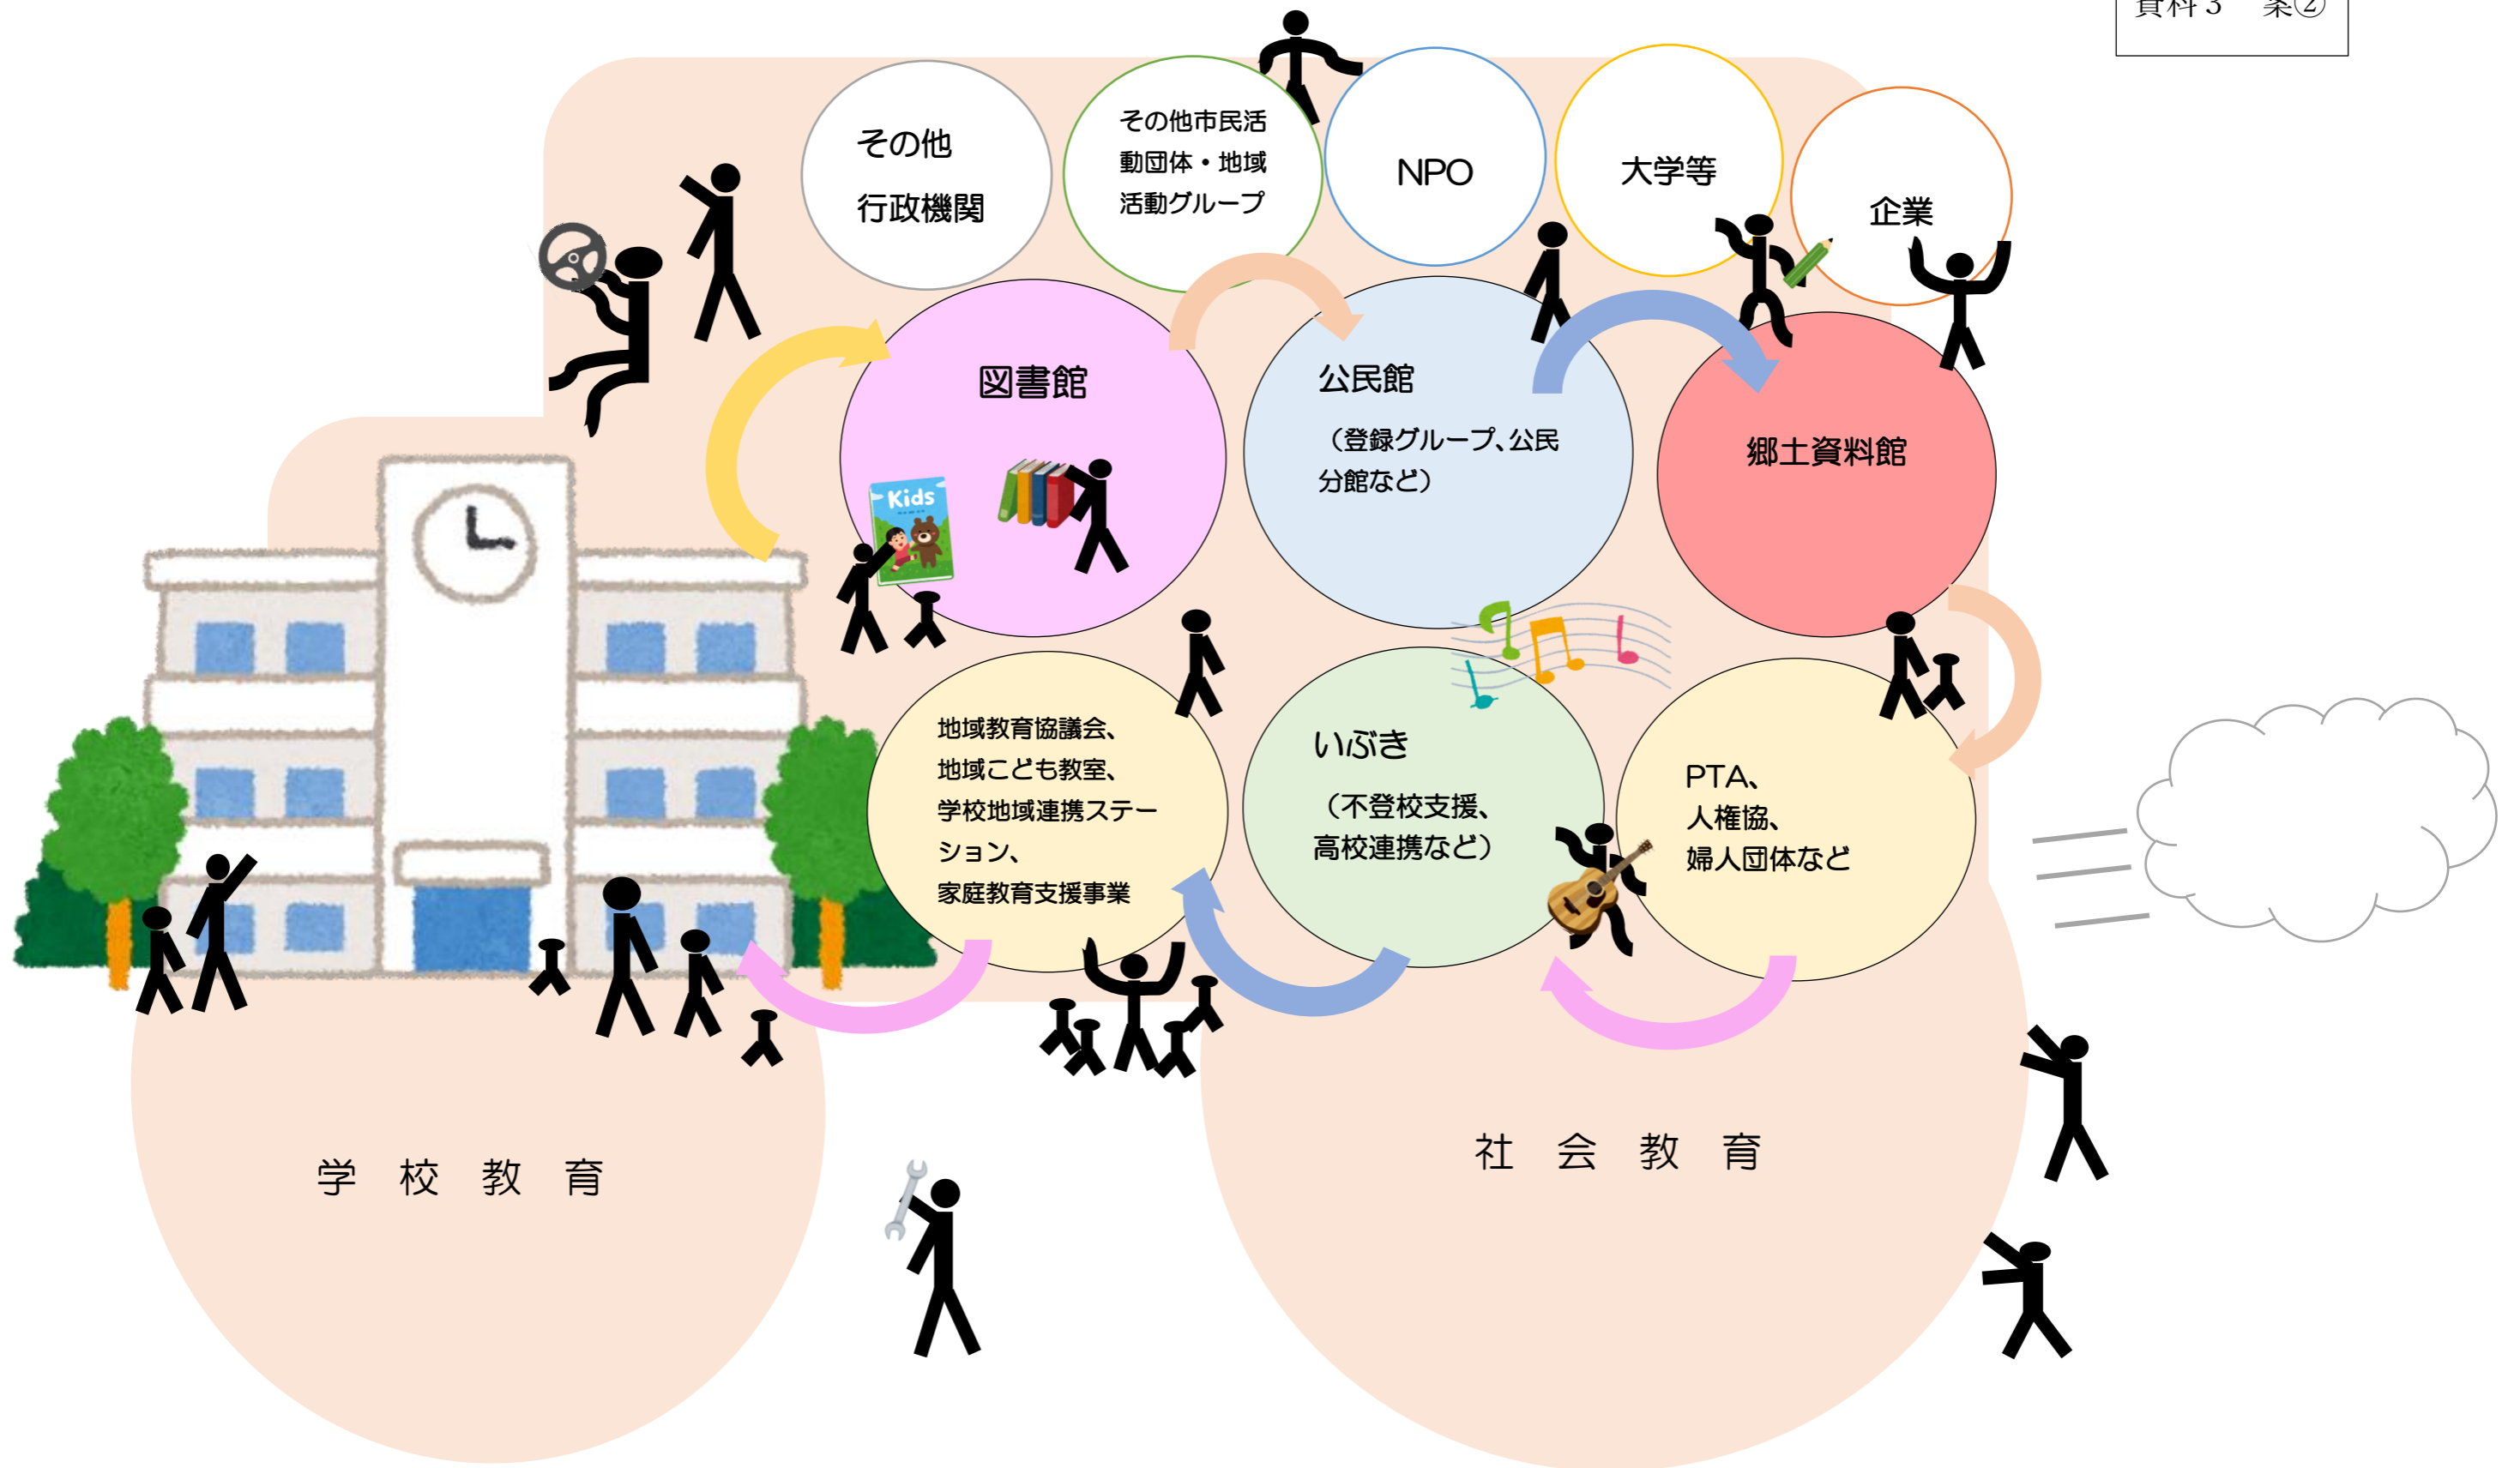 資料3　案②
その他
行政機関
その他市民活
動団体・地域
活動グループ
NPO
大学等
企業
図書館
Kids
公民館
（登録グループ、公民
分館など）
郷土資料館
地域教育協議会、
地域こども教室、
学校地域連携ステー
ション、
家庭教育支援事業
いぶき
（不登校支援、
高校連携など）
PTA、
人権協、
婦人団体など
学　校　教　育
社　会　教　育